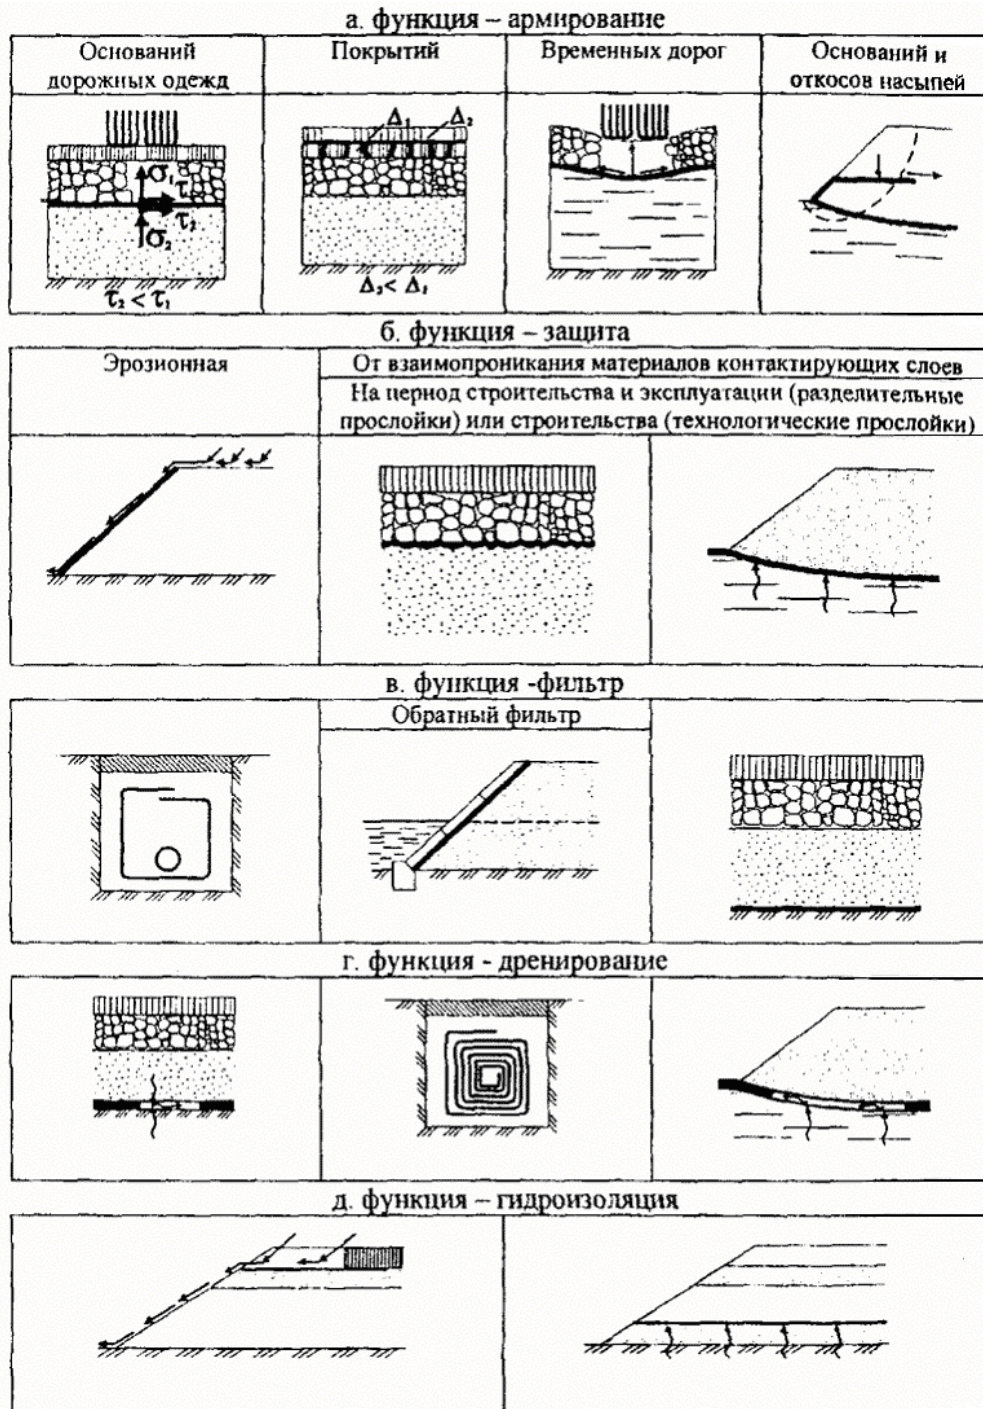 а. функция – армирование
Оснований
дорожных одежд
Покрытий
Временных дорог
Оснований и
откосов насыпей
σ₁
τ₁
τ₂
σ₂
τ₂ < τ₁
Δ₁ Δ₂
Δ₂ < Δ₁
б. функция – защита
Эрозионная
От взаимопроникания материалов контактирующих слоев
На период строительства и эксплуатации (разделительные
прослойки) или строительства (технологические прослойки)
в. функция -фильтр
Обратный фильтр
г. функция - дренирование
д. функция – гидроизоляция